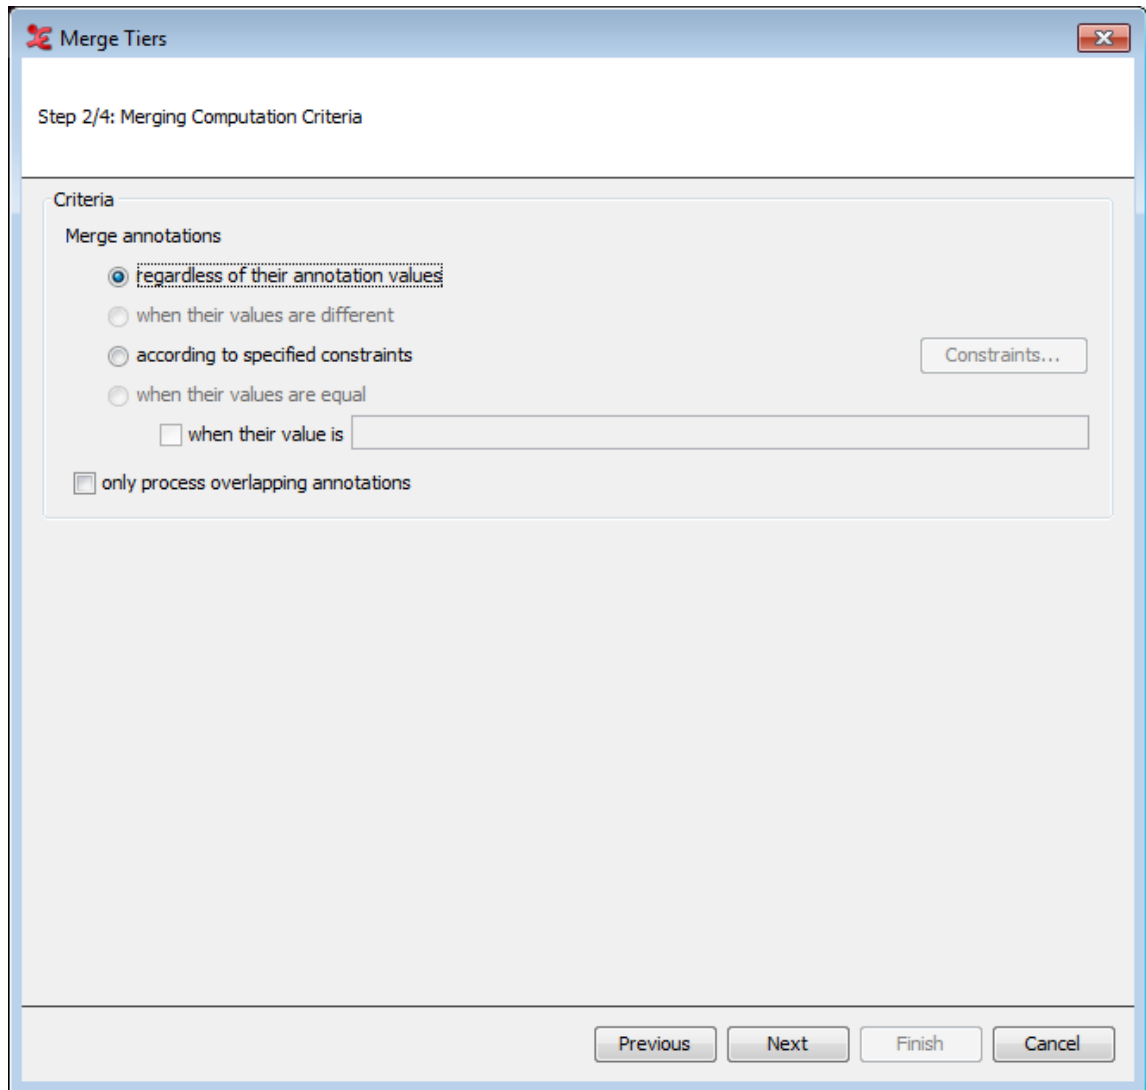 Merge Tiers
Step 2/4: Merging Computation Criteria
Criteria
Merge annotations
regardless of their annotation values
when their values are different
according to specified constraints
Constraints...
when their values are equal
when their value is
only process overlapping annotations
Previous Next Finish Cancel